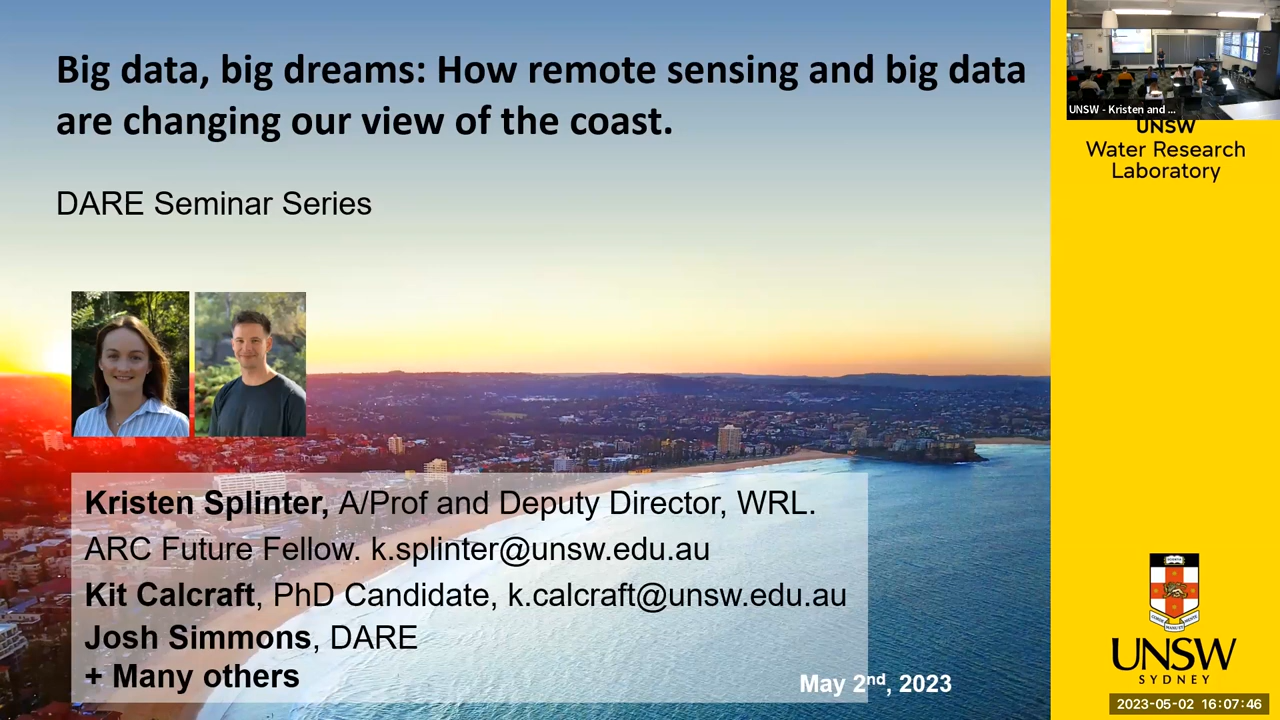 Big data, big dreams: How remote sensing and big data
are changing our view of the coast.
DARE Seminar Series
Kristen Splinter, A/Prof and Deputy Director, WRL.
ARC Future Fellow. k.splinter@unsw.edu.au
Kit Calcraft, PhD Candidate, k.calcraft@unsw.edu.au
Josh Simmons, DARE
+ Many others
May 2nd, 2023
UNSW - Kristen and ...
UNSW
Water Research
Laboratory
UNSW
SYDNEY
2023-05-02 16:07:46